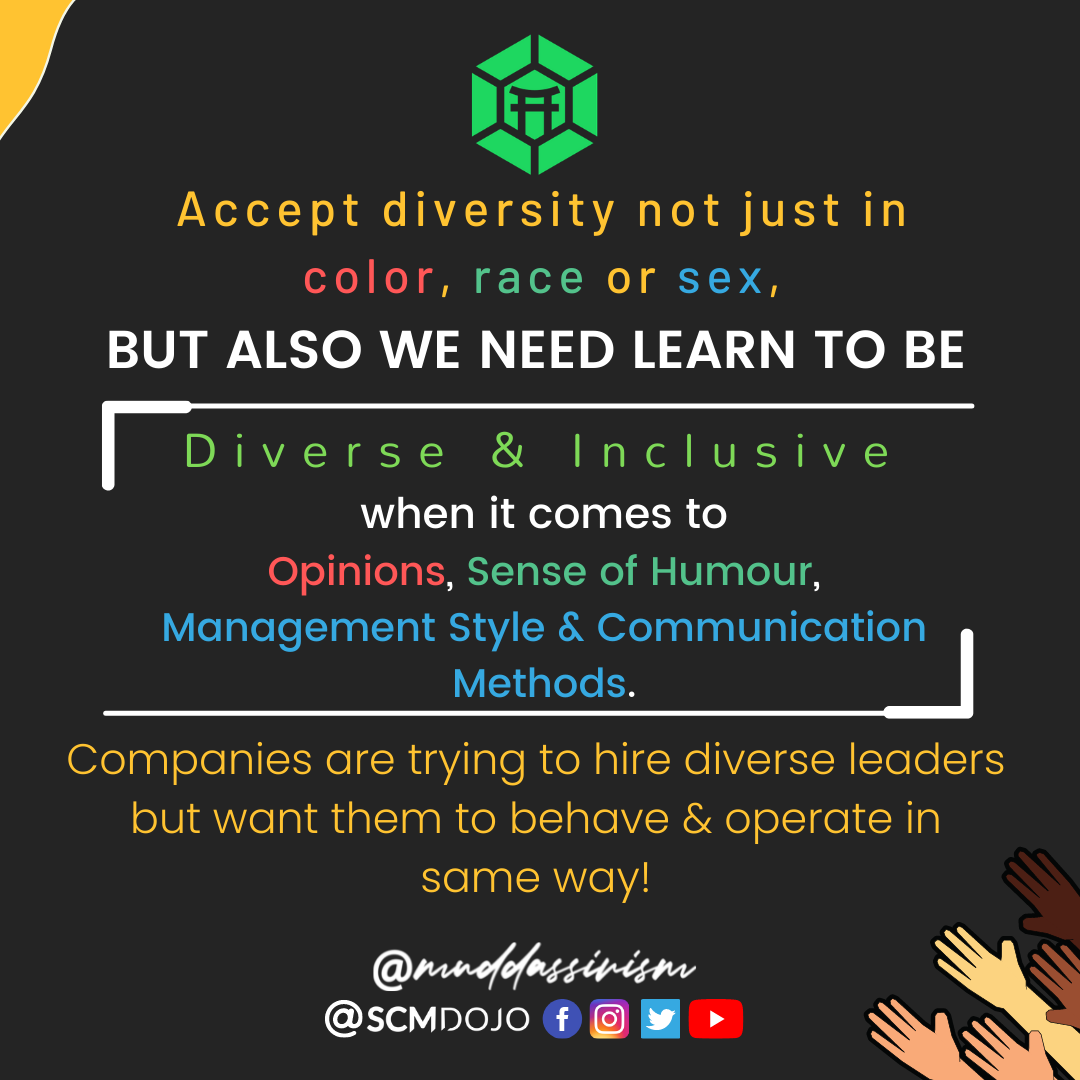 Accept diversity not just in
color, race or sex,
BUT ALSO WE NEED LEARN TO BE
Diverse & Inclusive
when it comes to
Opinions, Sense of Humour,
Management Style & Communication
Methods.
Companies are trying to hire diverse leaders
but want them to behave & operate in
same way!
@muddassirism
@SCMDOJO